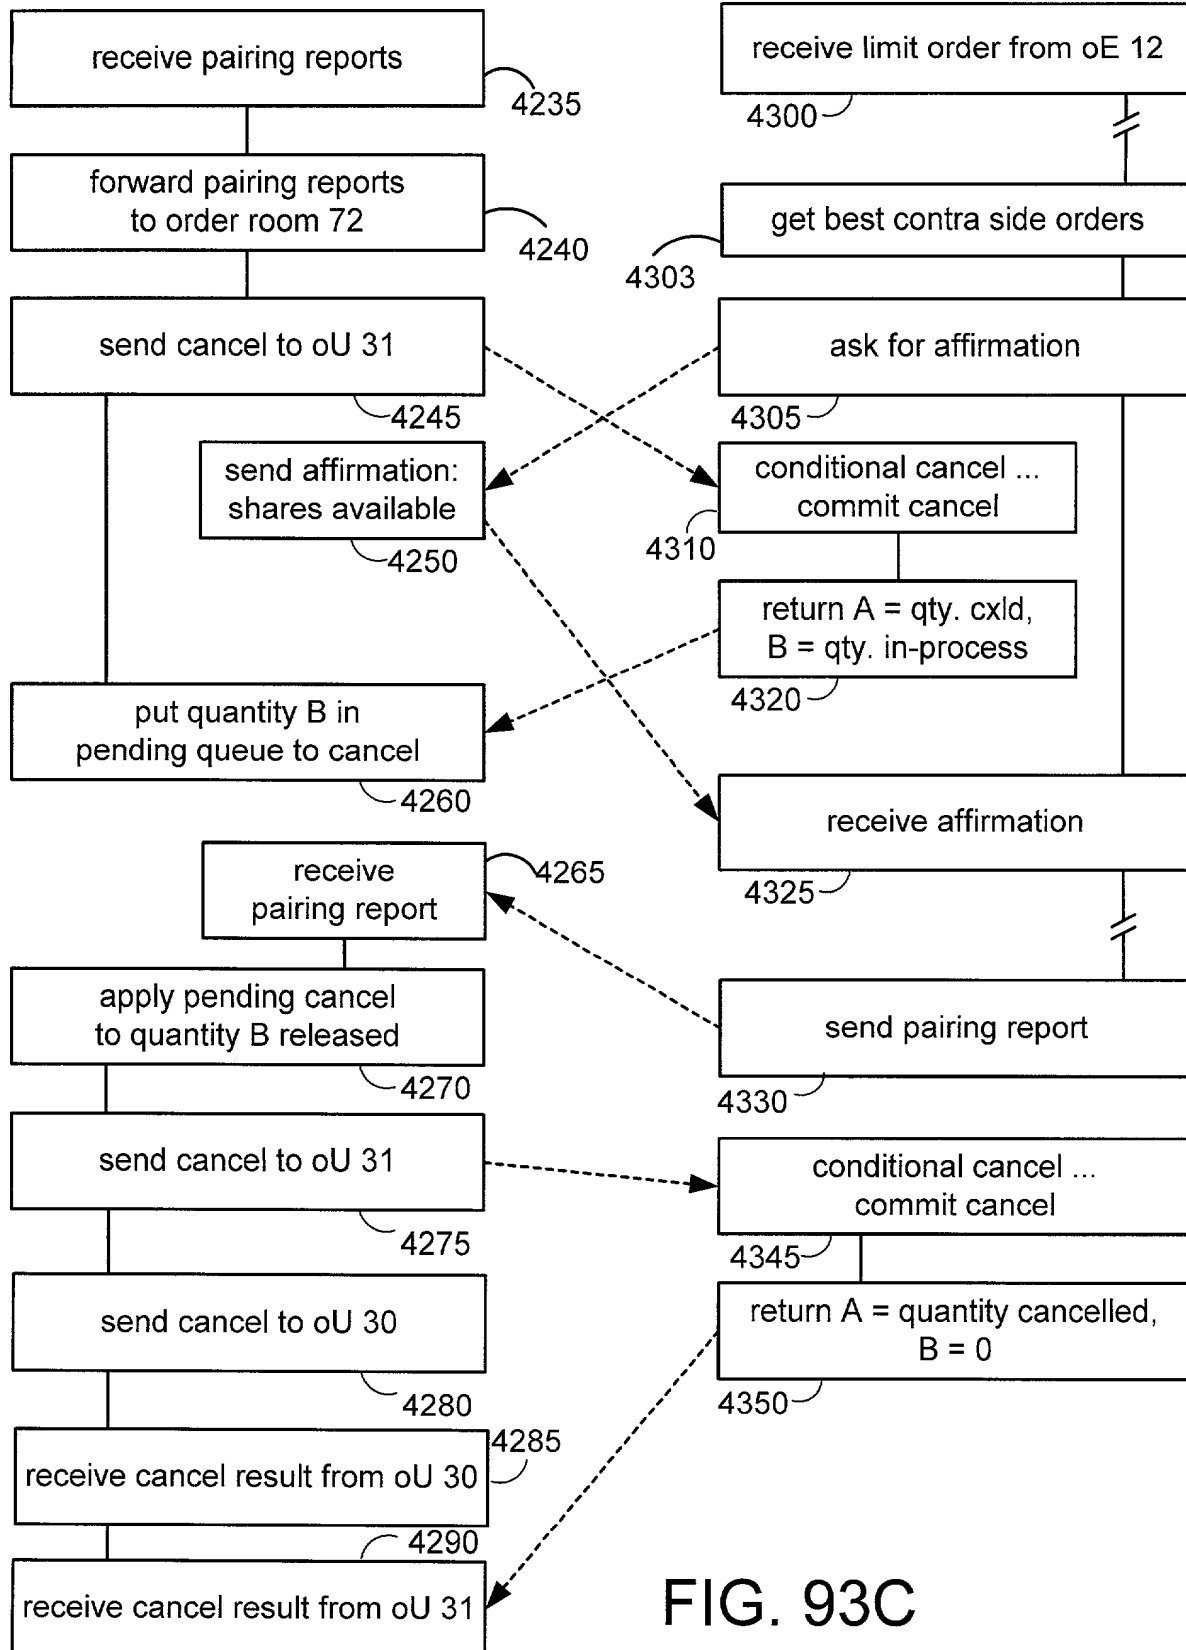 receive pairing reports
4235
forward pairing reports
to order room 72
4240
send cancel to oU 31
4245
send affirmation:
shares available
4250
put quantity B in
pending queue to cancel
4260
receive
pairing report
4265
apply pending cancel
to quantity B released
4270
send cancel to oU 31
4275
send cancel to oU 30
4280
receive cancel result from oU 30
4285
4290
receive cancel result from oU 31
receive limit order from oE 12
4300
get best contra side orders
4303
ask for affirmation
4305
conditional cancel ...
commit cancel
4310
return A = qty. cxld,
B = qty. in-process
4320
receive affirmation
4325
send pairing report
4330
conditional cancel ...
commit cancel
4345
return A = quantity cancelled,
B = 0
4350
FIG. 93C